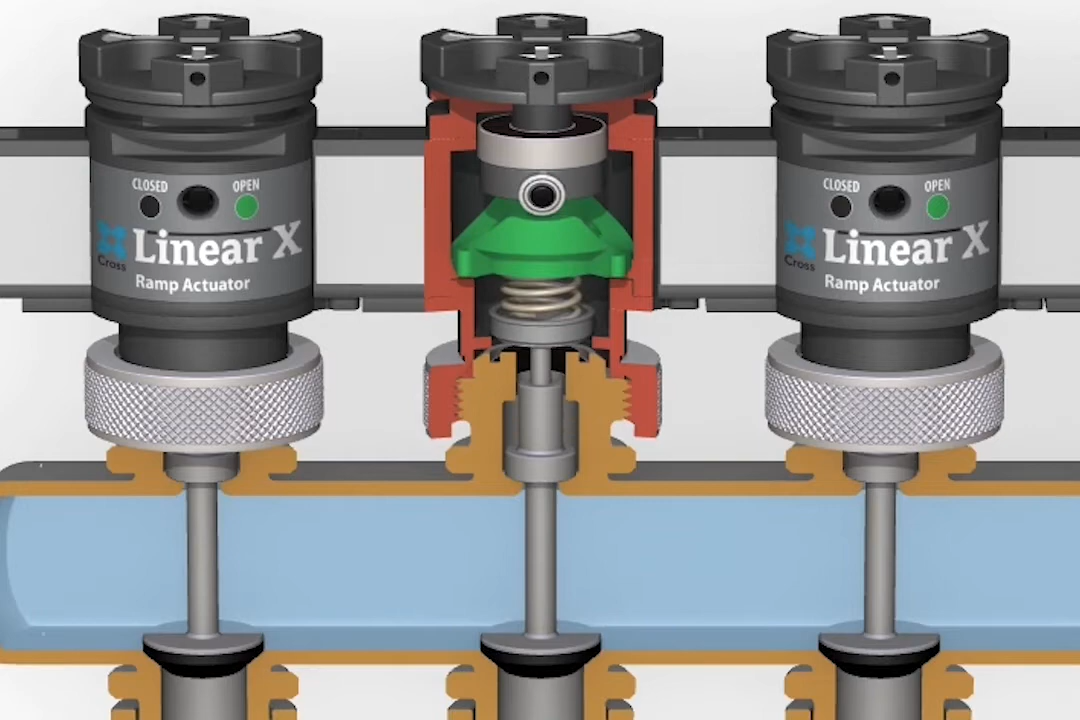 CLOSED OPEN
Linear X
Cross
Ramp Actuator
CLOSED OPEN
Linear X
Cross
Ramp Actuator